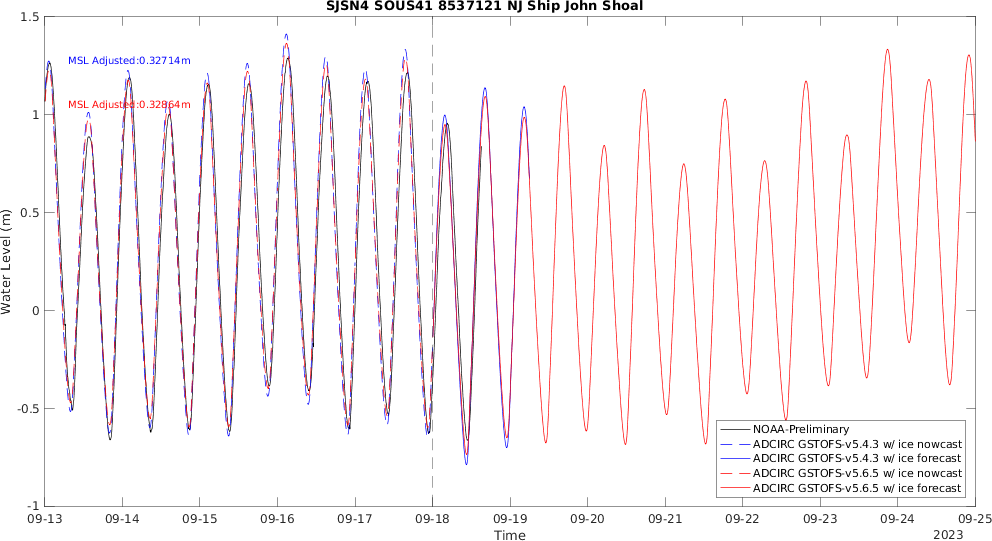 SJSN4 SOUS41 8537121 NJ Ship John Shoal
MSL Adjusted:0.32714m
MSL Adjusted:0.32864m
Water Level (m)
1.5
1
0.5
0
-0.5
-1
NOAA-Preliminary
ADCIRC GSTOFS-v5.4.3 w/ ice nowcast
ADCIRC GSTOFS-v5.4.3 w/ ice forecast
ADCIRC GSTOFS-v5.6.5 w/ ice nowcast
ADCIRC GSTOFS-v5.6.5 w/ ice forecast
09-13 09-14 09-15 09-16 09-17 09-18 09-19 09-20 09-21 09-22 09-23 09-24 09-25
Time
2023